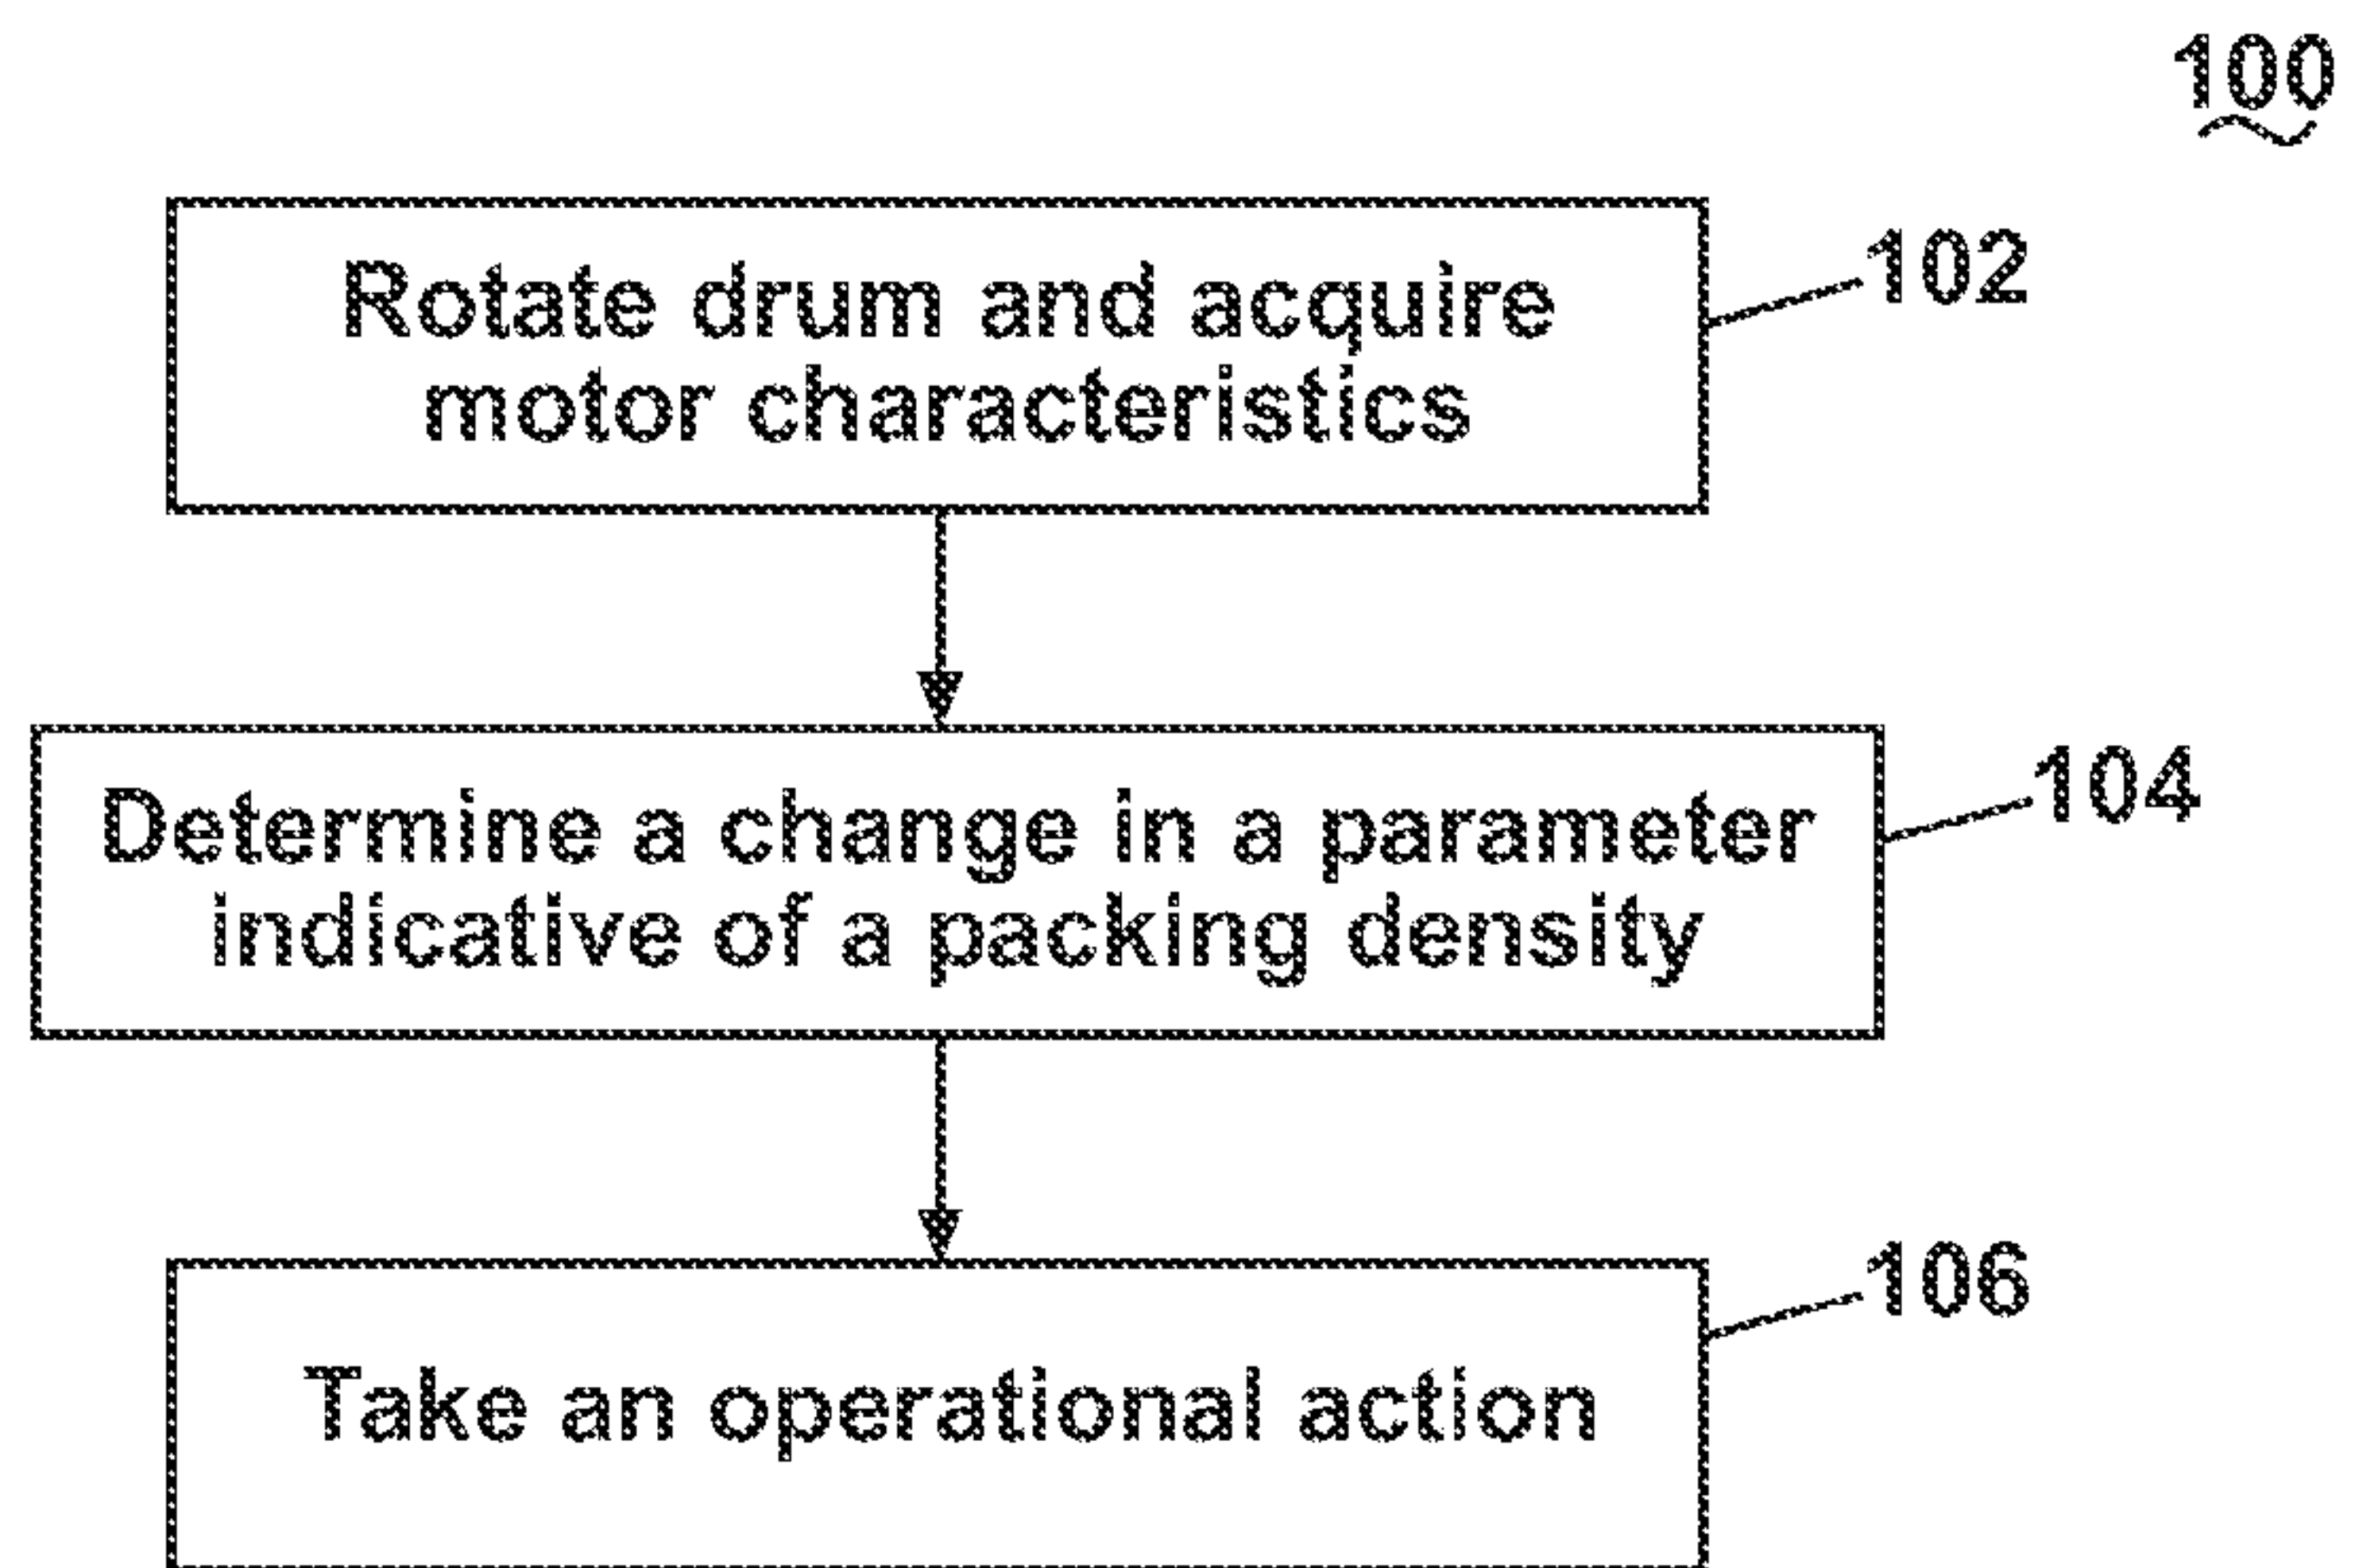 100
Rotate drum and acquire
motor characteristics
102
Determine a change in a parameter
indicative of a packing density
104
Take an operational action
106